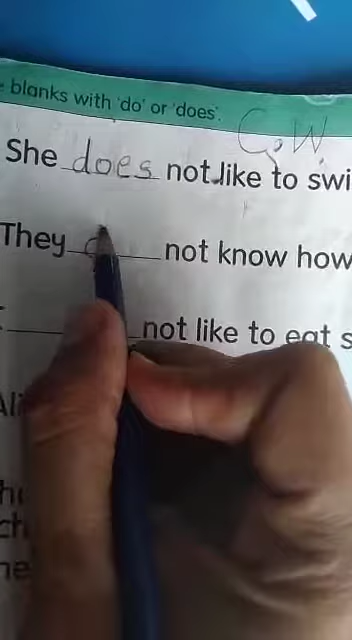 blanks with 'do' or 'does'.
C.W
She does not like to swi
They not know how
not like to eat s